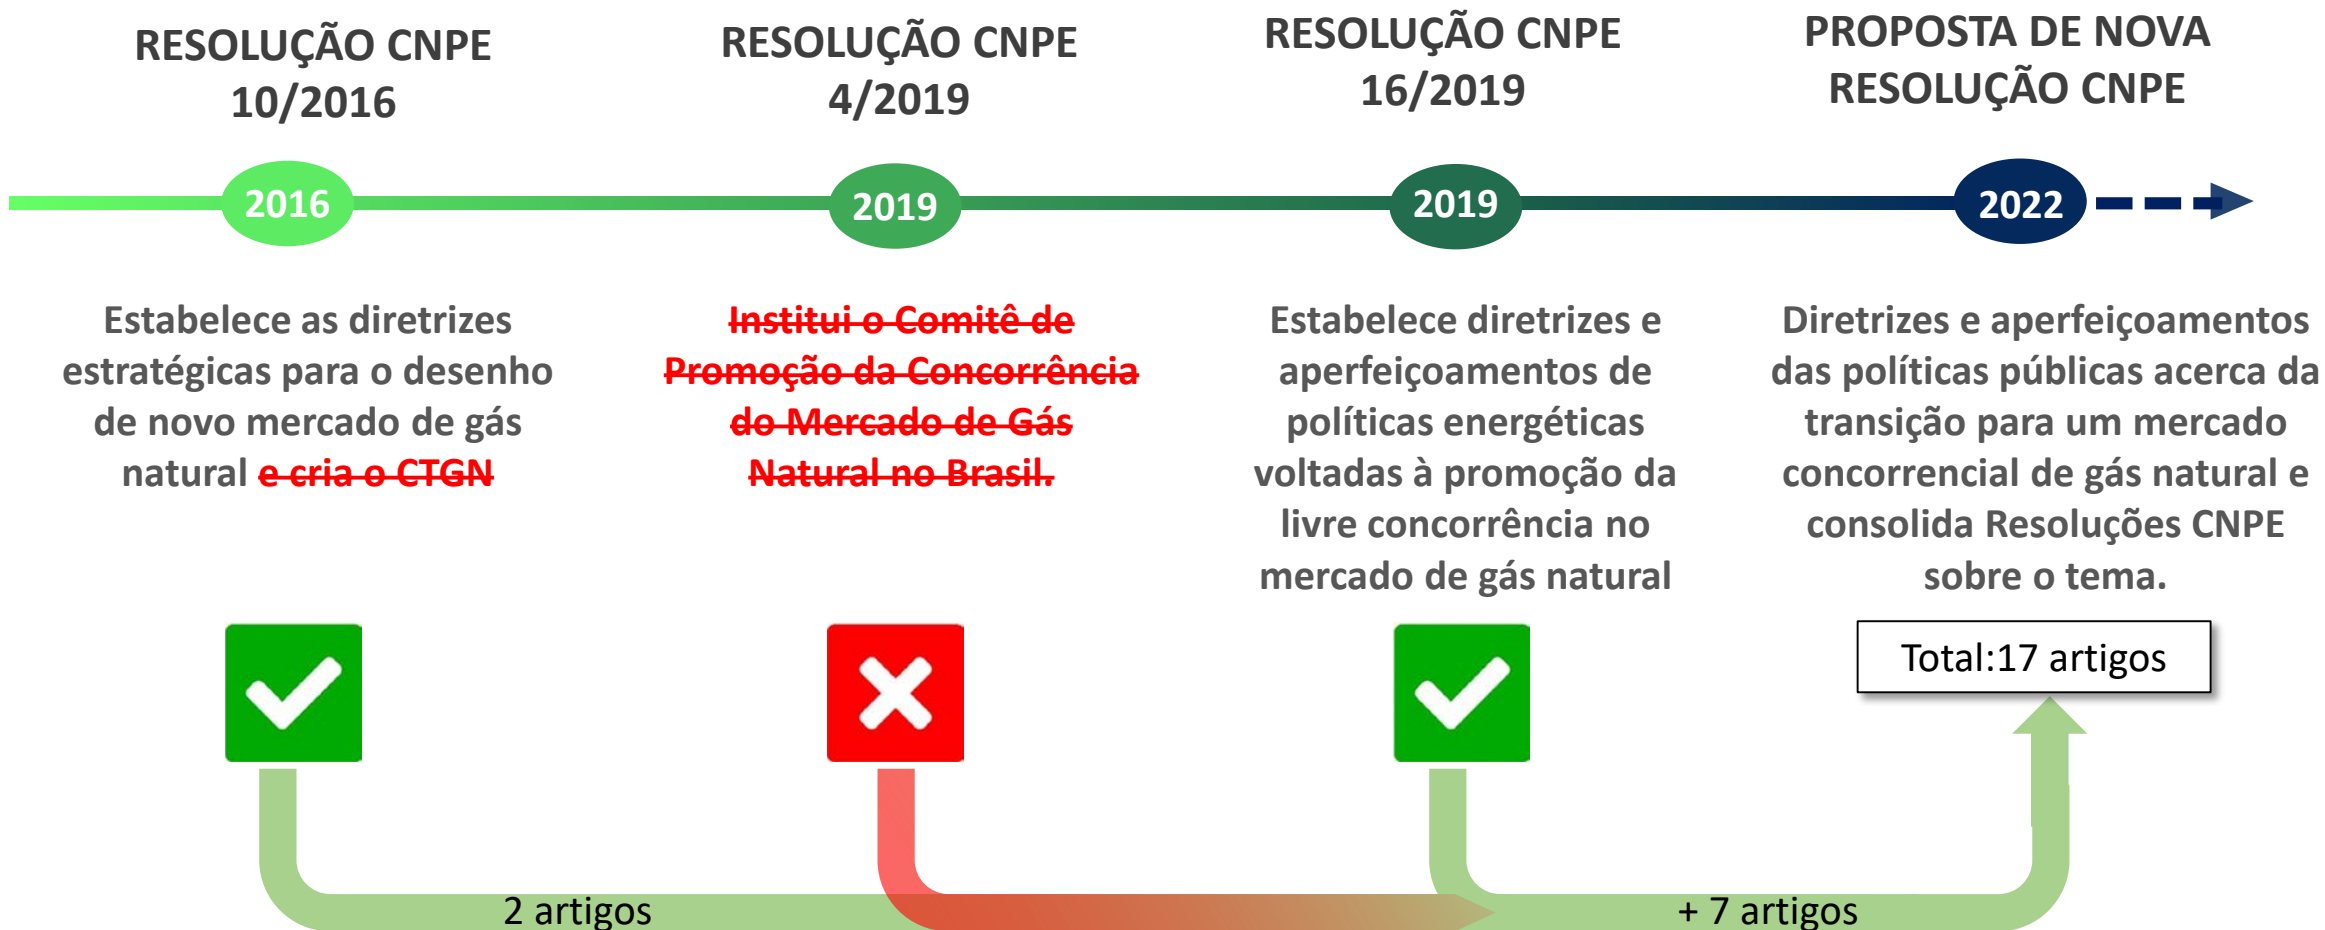 RESOLUÇÃO CNPE
10/2016
RESOLUÇÃO CNPE
4/2019
RESOLUÇÃO CNPE
16/2019
PROPOSTA DE NOVA
RESOLUÇÃO CNPE
2016
2019
2019
2022
Estabelece as diretrizes
estratégicas para o desenho
de novo mercado de gás
natural e cria o CTGN
Institui o Comitê de
Promoção da Concorrência
do Mercado de Gás
Natural no Brasil.
Estabelece diretrizes e
aperfeiçoamentos de
políticas energéticas
voltadas à promoção da
livre concorrência no
mercado de gás natural
Diretrizes e aperfeiçoamentos
das políticas públicas acerca da
transição para um mercado
concorrencial de gás natural e
consolida Resoluções CNPE
sobre o tema.
Total:17 artigos
2 artigos
+ 7 artigos